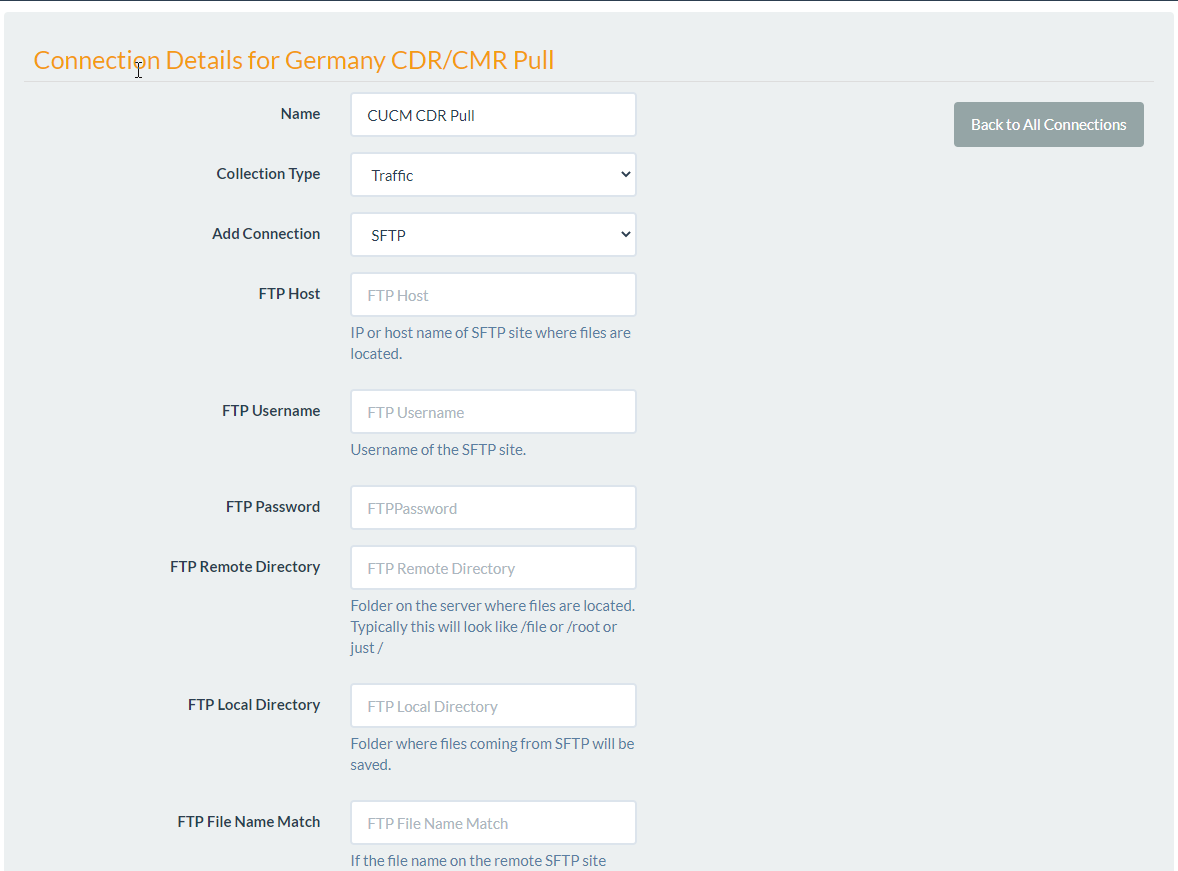 Connection Details for Germany CDR/CMR Pull
Name
CUCM CDR Pull
Back to All Connections
Collection Type
Traffic
Add Connection
SFTP
FTP Host
FTP Host
IP or host name of SFTP site where files are
located.
FTP Username
FTP Username
Username of the SFTP site.
FTP Password
FTPPassword
FTP Remote Directory
FTP Remote Directory
Folder on the server where files are located.
Typically this will look like /file or /root or
just /
FTP Local Directory
FTP Local Directory
Folder where files coming from SFTP will be
saved.
FTP File Name Match
FTP File Name Match
If the file name on the remote SFTP site